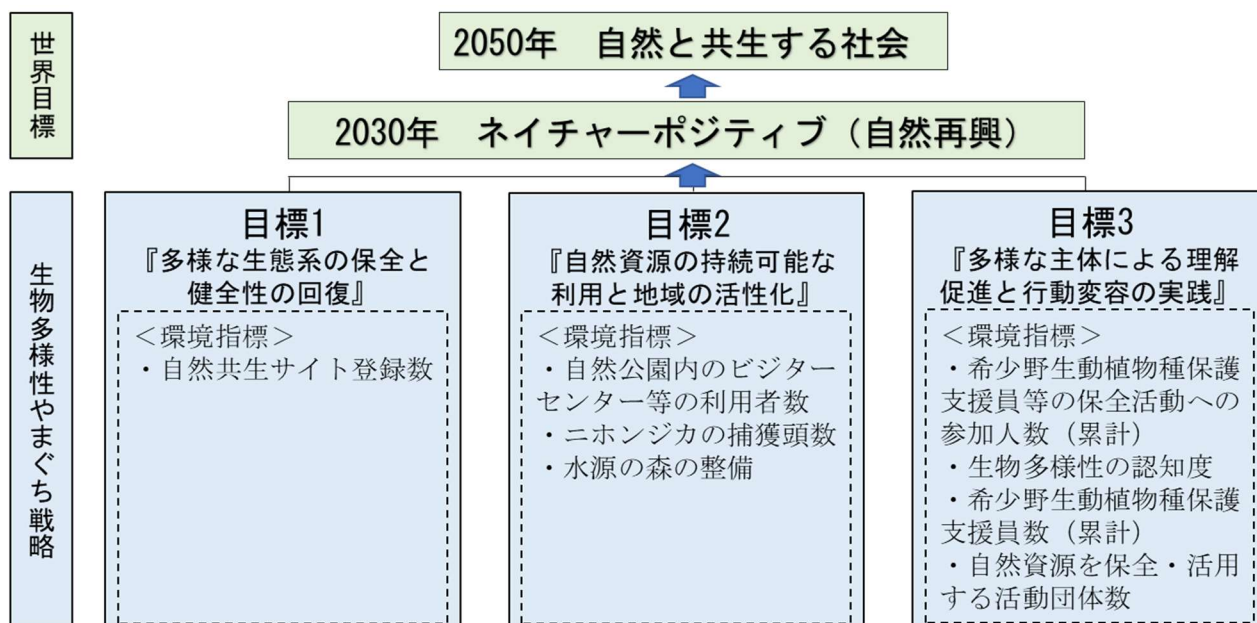 世界目標
2050年　自然と共生する社会
2030年　ネイチャーポジティブ（自然再興）
生物多様性やまぐち戦略
目標1
『多様な生態系の保全と
健全性の回復』
＜環境指標＞
・自然共生サイト登録数
目標2
『自然資源の持続可能な
利用と地域の活性化』
＜環境指標＞
・自然公園内のビジター
センター等の利用者数
・ニホンジカの捕獲頭数
・水源の森の整備
目標3
『多様な主体による理解
促進と行動変容の実践』
＜環境指標＞
・希少野生動植物種保護
支援員等の保全活動への
参加人数（累計）
・生物多様性の認知度
・希少野生動植物種保護
支援員数（累計）
・自然資源を保全・活用
する活動団体数